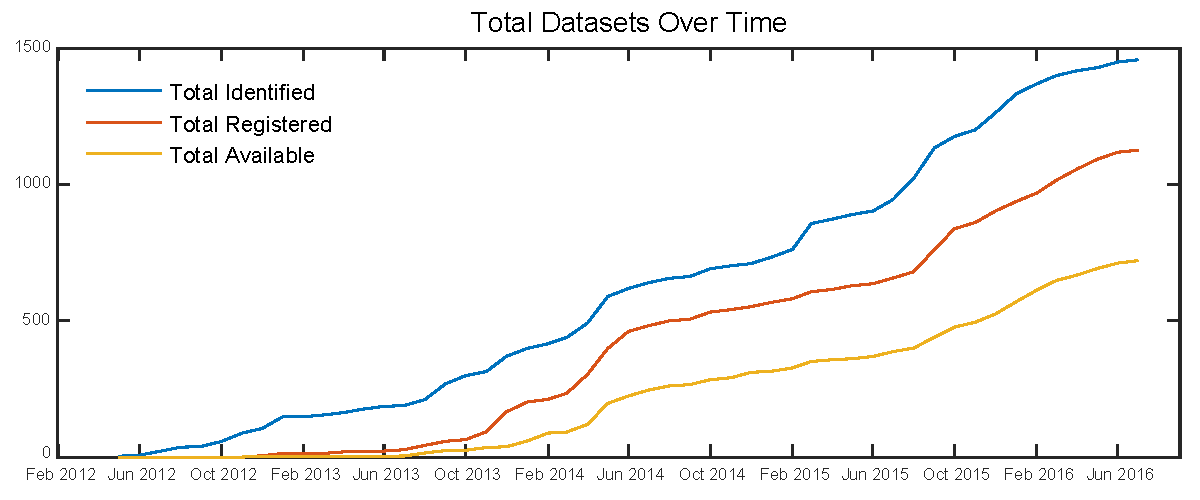 Total Datasets Over Time
1500
Total Identified
Total Registered
Total Available
1000
500
0
Feb 2012 Jun 2012 Oct 2012 Feb 2013 Jun 2013 Oct 2013 Feb 2014 Jun 2014 Oct 2014 Feb 2015 Jun 2015 Oct 2015 Feb 2016 Jun 2016